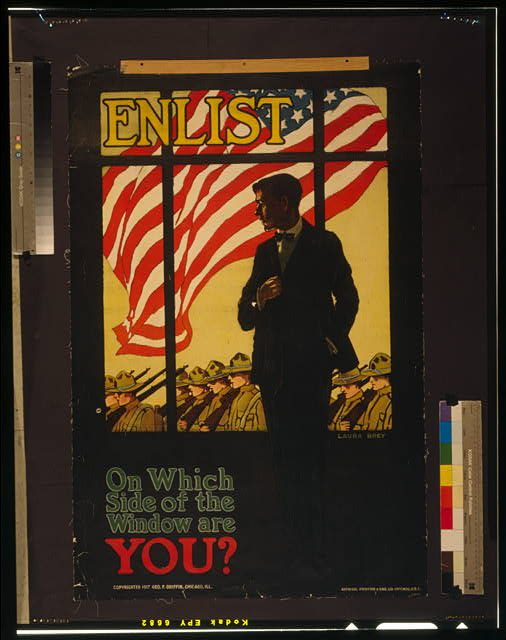 ENLIST
LAURA BREY
On Which
Side of the
Window are
YOU?
COPYRIGHTED 1917 GEO. F. GRIFFIN, CHICAGO, ILL.
Kodak EPY 6682